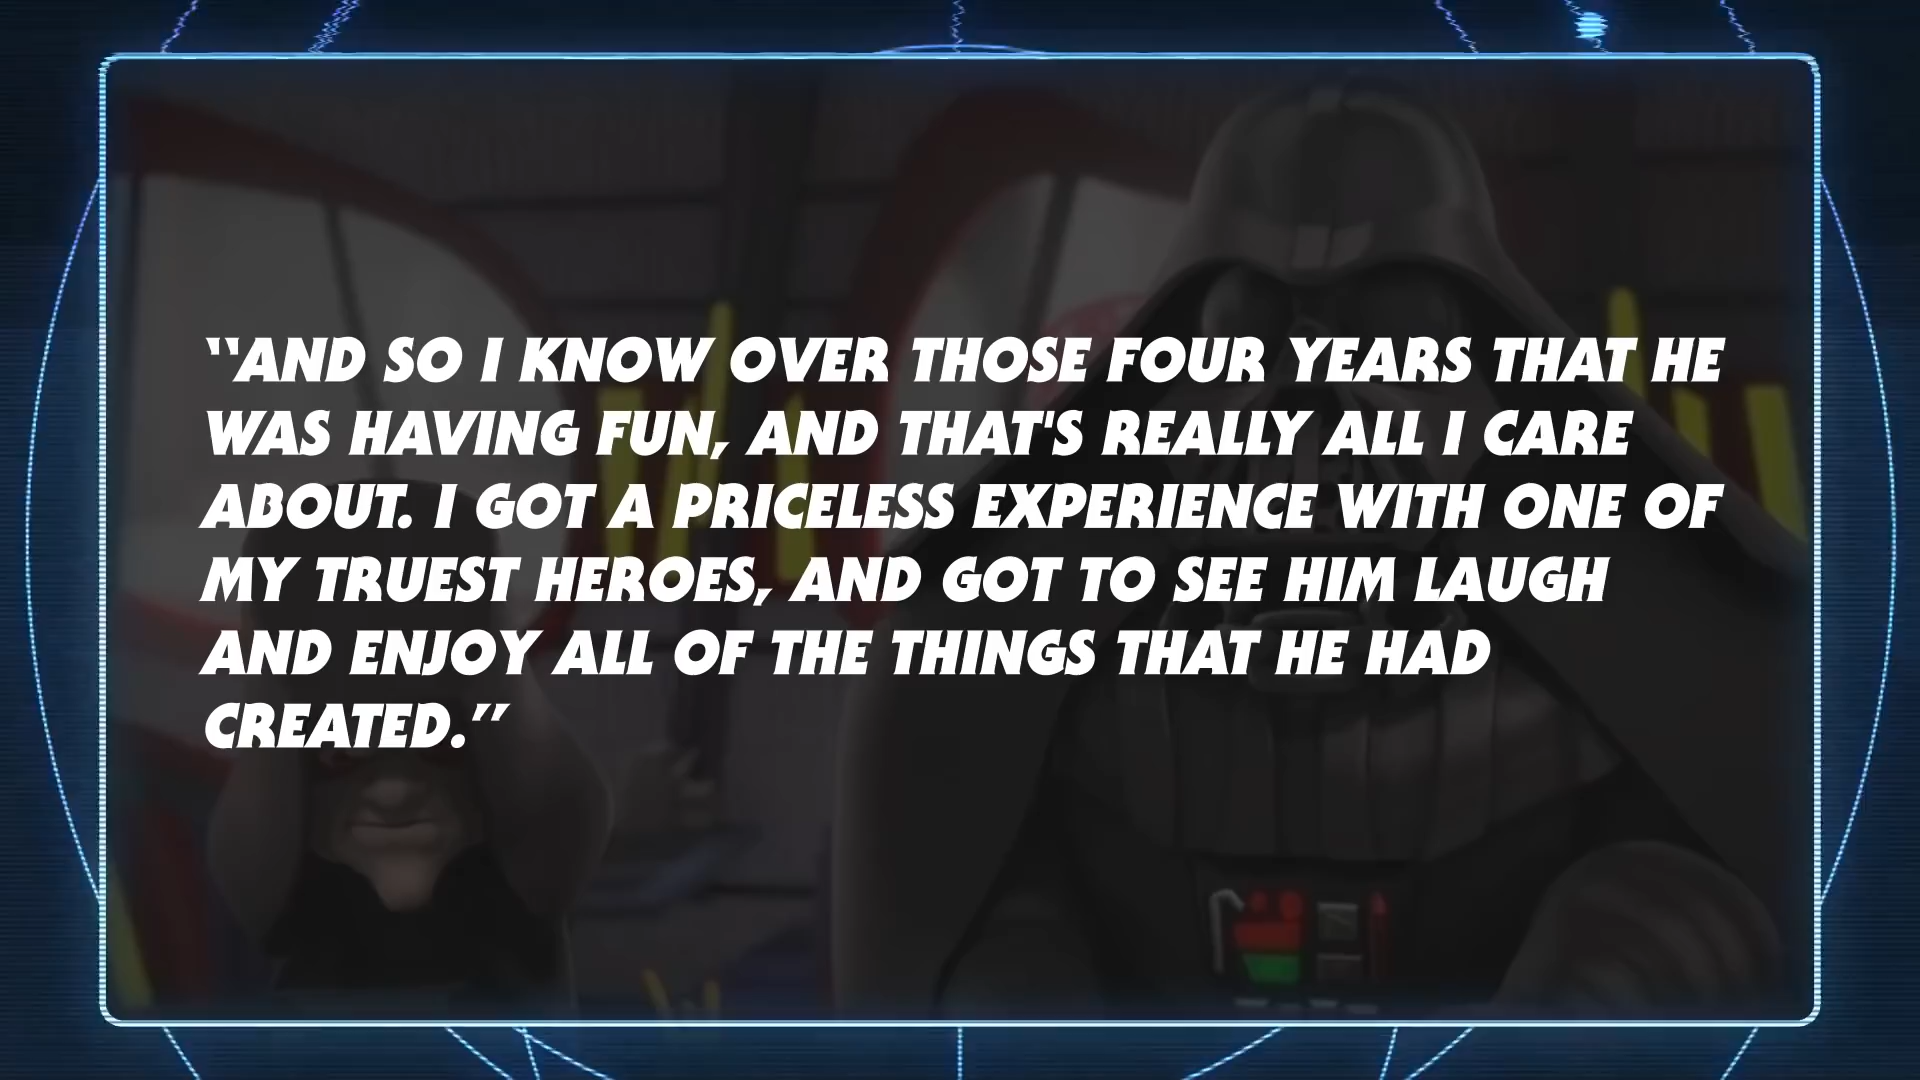 “AND SO I KNOW OVER THOSE FOUR YEARS THAT HE
WAS HAVING FUN, AND THAT'S REALLY ALL I CARE
ABOUT. I GOT A PRICELESS EXPERIENCE WITH ONE OF
MY TRUEST HEROES, AND GOT TO SEE HIM LAUGH
AND ENJOY ALL OF THE THINGS THAT HE HAD
CREATED.”